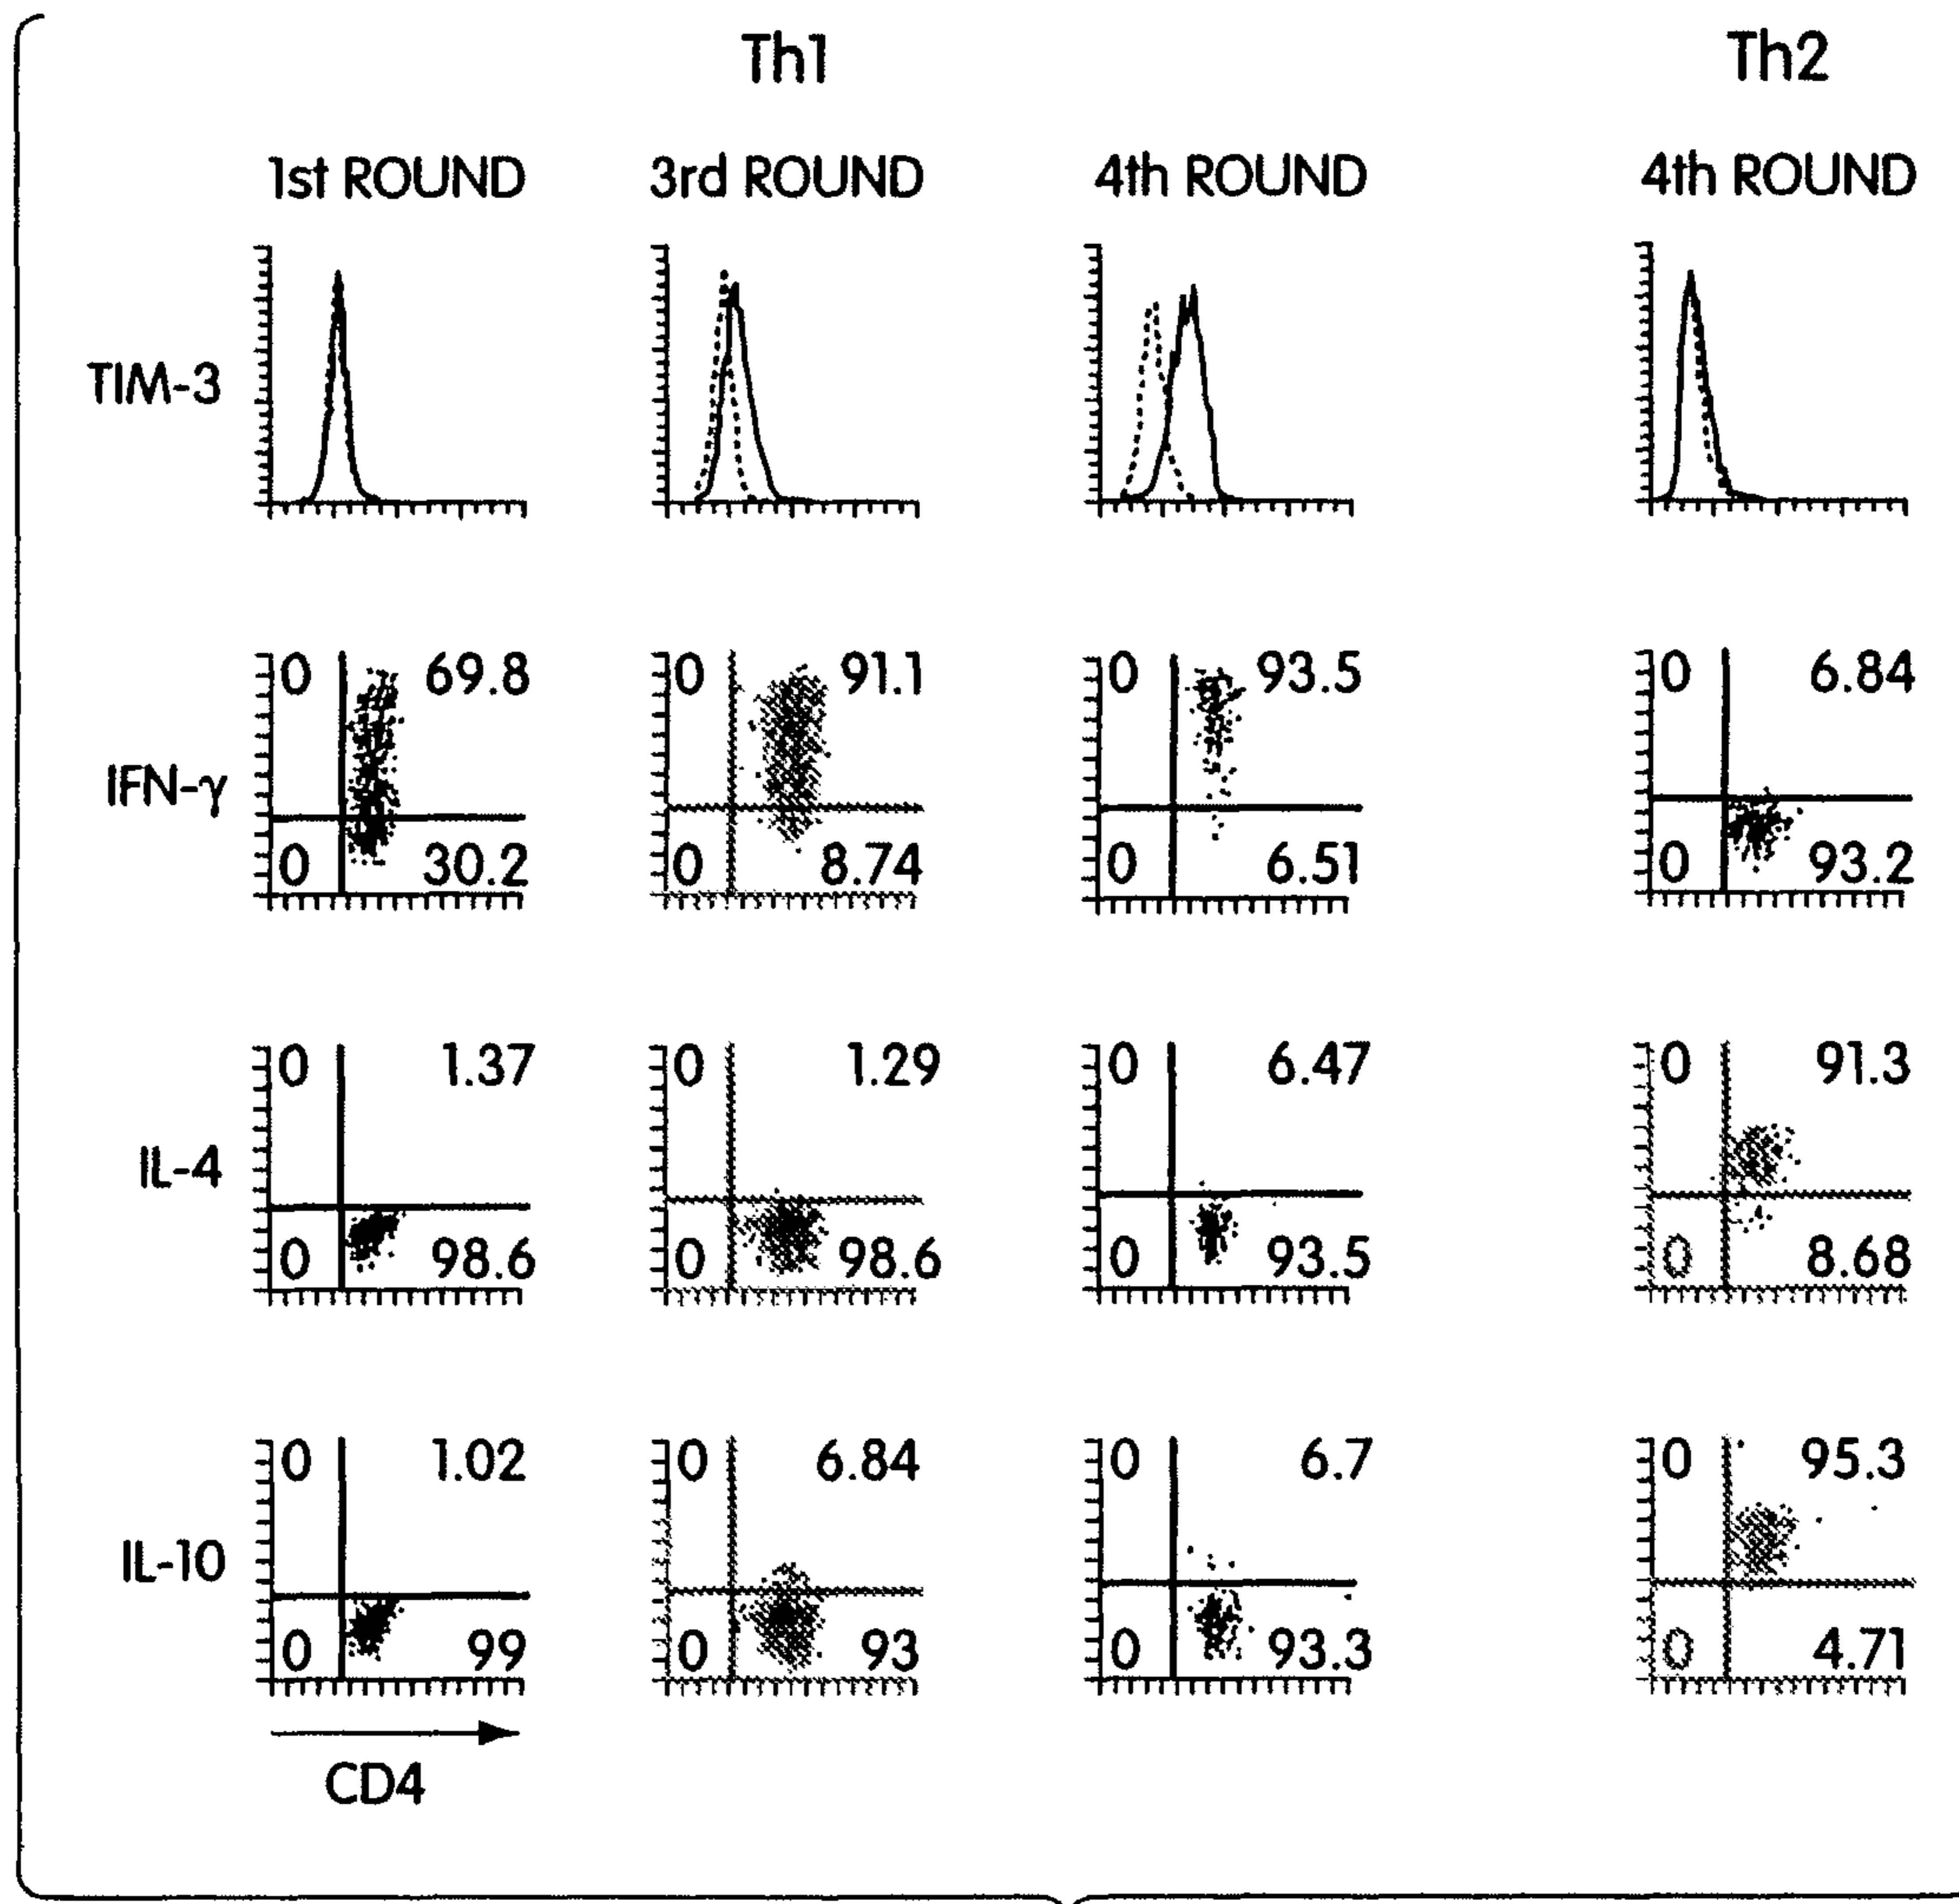 Th1 Th2
1st ROUND 3rd ROUND 4th ROUND 4th ROUND
TIM-3
0 69.8 0 91.1 0 93.5 0 6.84
IFN-γ
0 30.2 0 8.74 0 6.51 0 93.2
0 1.37 0 1.29 0 6.47 0 91.3
IL-4
0 98.6 0 98.6 0 93.5 0 8.68
0 1.02 0 6.84 0 6.7 0 95.3
IL-10
0 99 0 93 0 93.3 0 4.71
CD4